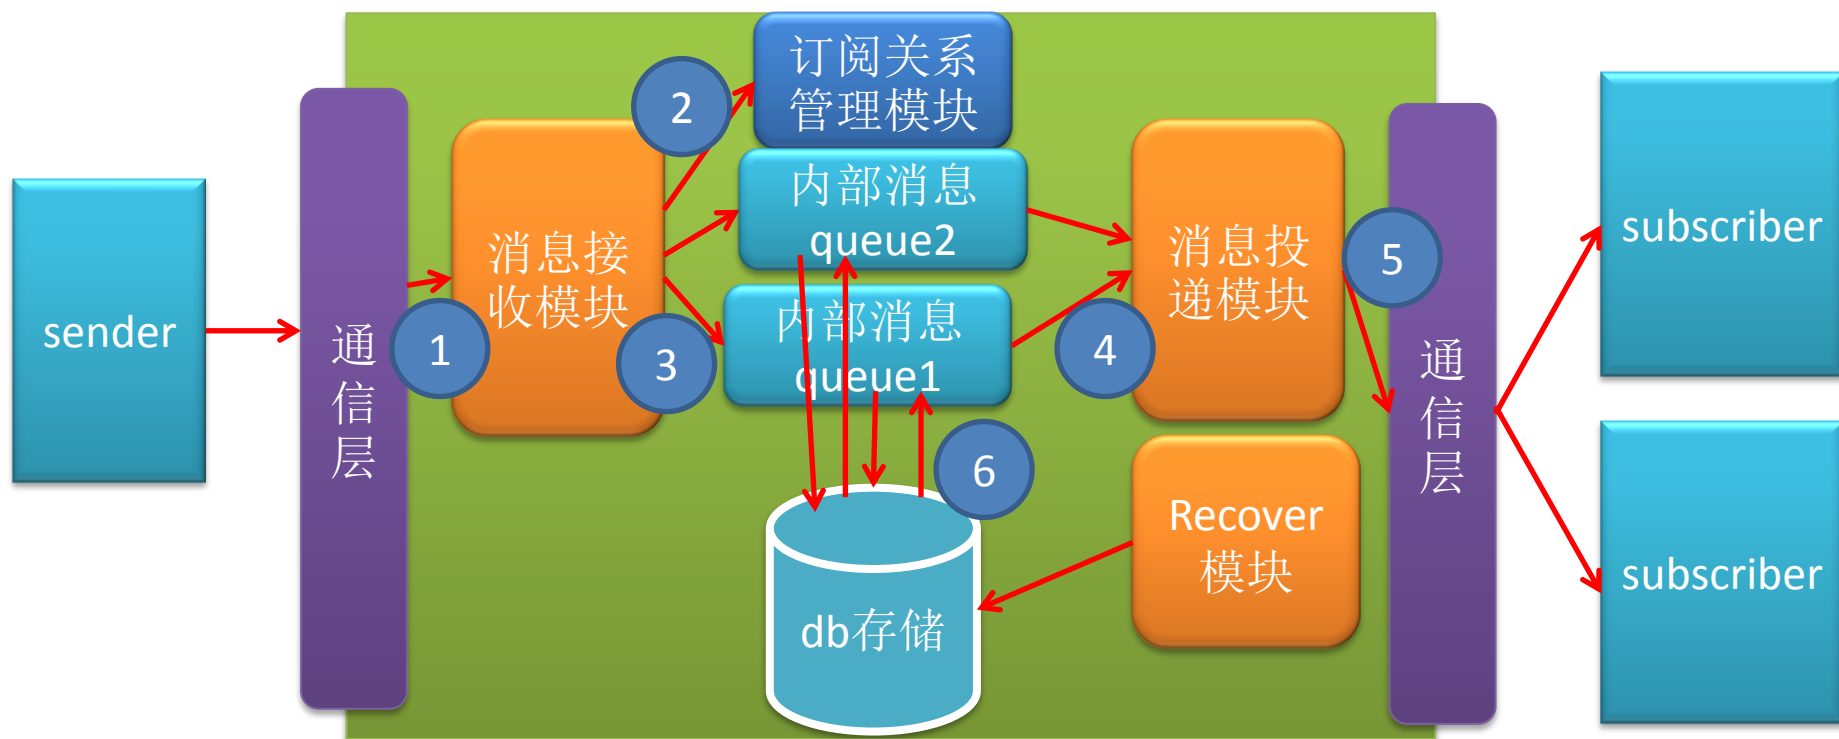 sender
通
信
层
1
消息接
收模块
2
3
订阅关系
管理模块
内部消息
queue2
内部消息
queue1
6
db存储
4
消息投
递模块
Recover
模块
5
通
信
层
subscriber
subscriber